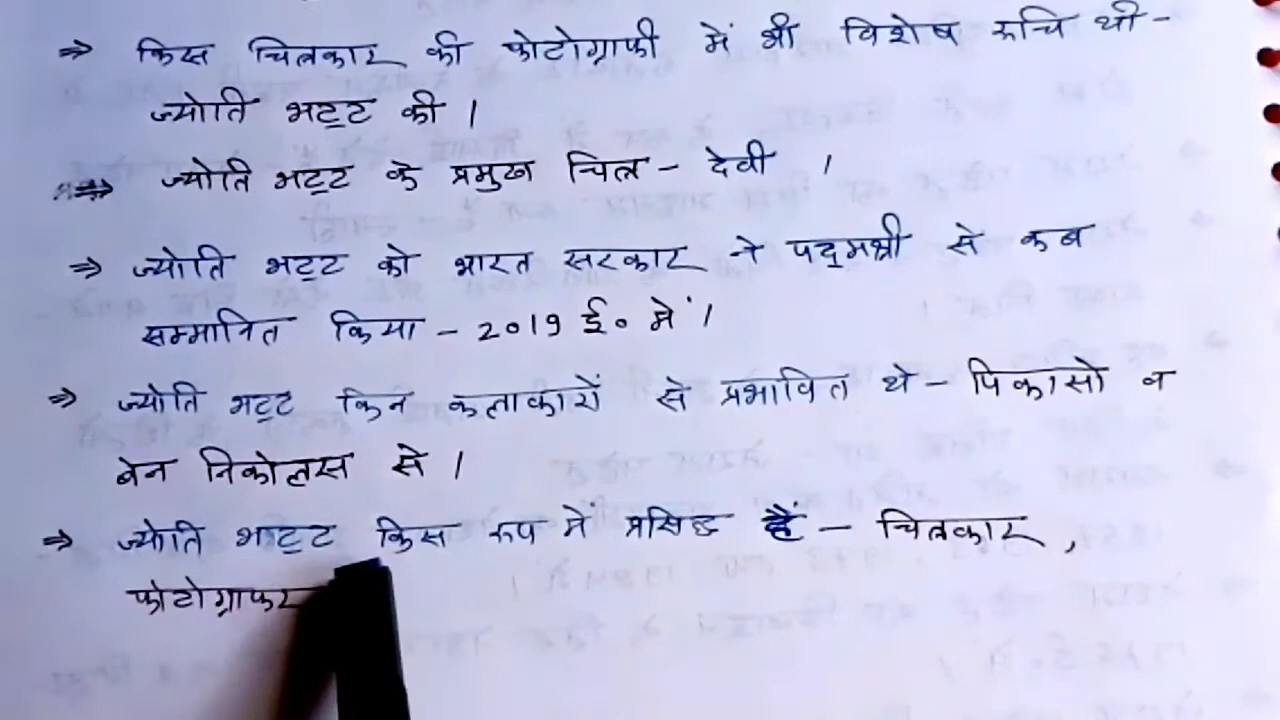 ⇒ किस चित्रकार की फोटोग्राफी में भी विशेष रुचि थी -
ज्योति भट्ट की ।
⇒ ज्योति भट्ट के प्रमुख चित्र - देवी ।
⇒ ज्योति भट्ट को भारत सरकार ने पद्मश्री से कब
सम्मानित किया - 2019 ई० में ।
⇒ ज्योति भट्ट किन कलाकारों से प्रभावित थे - पिकासो व
बेन निकोलस से ।
⇒ ज्योति भट्ट किस रूप में प्रसिद्ध हैं - चित्रकार ,
फोटोग्राफर